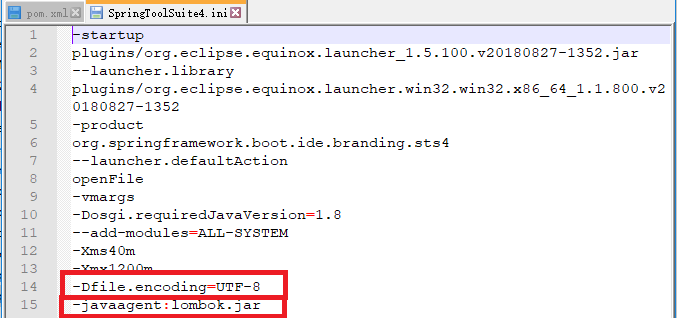 pom.xml SpringToolSuite4.ini
1 -startup
2 plugins/org.eclipse.equinox.launcher_1.5.100.v20180827-1352.jar
3 --launcher.library
4 plugins/org.eclipse.equinox.launcher.win32.win32.x86_64_1.1.800.v2
0180827-1352
5 -product
6 org.springframework.boot.ide.branding.sts4
7 --launcher.defaultAction
8 openFile
9 -vmargs
10 -Dosgi.requiredJavaVersion=1.8
11 --add-modules=ALL-SYSTEM
12 -Xms40m
13 -Xmx1200m
14 -Dfile.encoding=UTF-8
15 -javaagent:lombok.jar